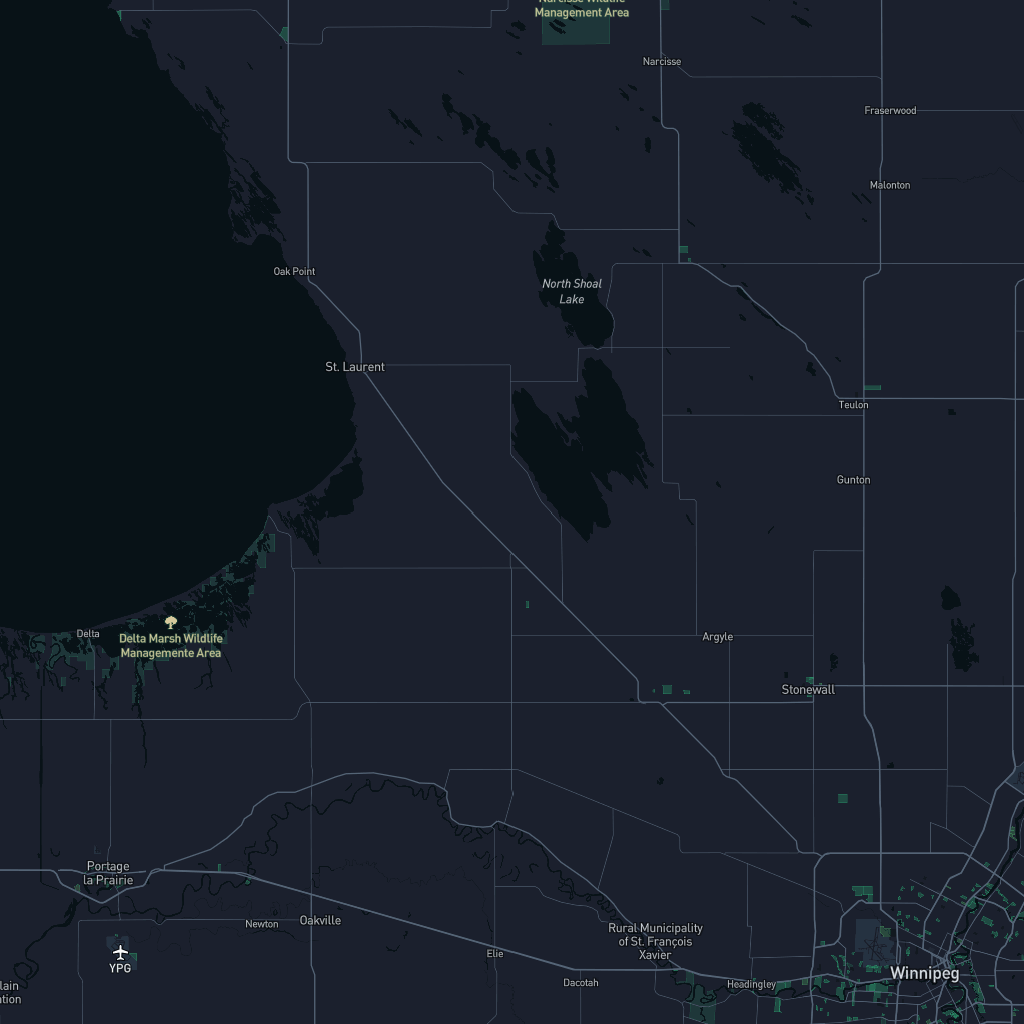 Narcisse Wildlife
Management Area
Narcisse
Fraserwood
Malonton
Oak Point
North Shoal
Lake
St. Laurent
Teulon
Gunton
Delta
Delta Marsh Wildlife
Managemente Area
Argyle
Stonewall
Portage
la Prairie
Newton
Oakville
Rural Municipality
of St. François
Xavier
Elie
YPG
Dacotah
Headingley
Winnipeg